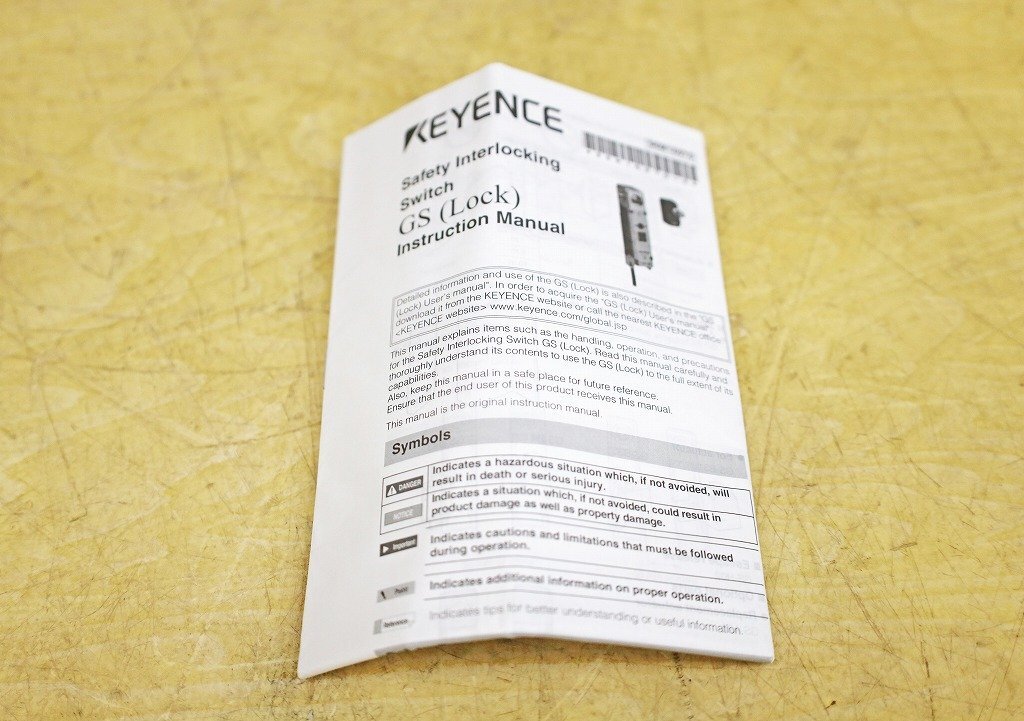 KEYENCE
Safety Interlocking
Switch
GS (Lock)
Instruction Manual
Detailed information and use of the GS (Lock) is also described in the "GS
(Lock) User's manual". In order to acquire the "GS (Lock) User's manual",
download it from the KEYENCE website or call the nearest KEYENCE office
<KEYENCE website> www.keyence.com/global.jsp
This manual explains items such as the handling, operation, and precautions
for the Safety Interlocking Switch GS (Lock). Read this manual carefully and
thoroughly understand its contents to use the GS (Lock) to the full extent of its
capabilities.
Also, keep this manual in a safe place for future reference.
Ensure that the end user of this product receives this manual.
This manual is the original instruction manual.
Symbols
DANGER
Indicates a hazardous situation which, if not avoided, will
result in death or serious injury.
NOTICE
Indicates a situation which, if not avoided, could result in
product damage as well as property damage.
Important
Indicates cautions and limitations that must be followed
during operation.
Point
Indicates additional information on proper operation.
Reference
Indicates tips for better understanding or useful information.